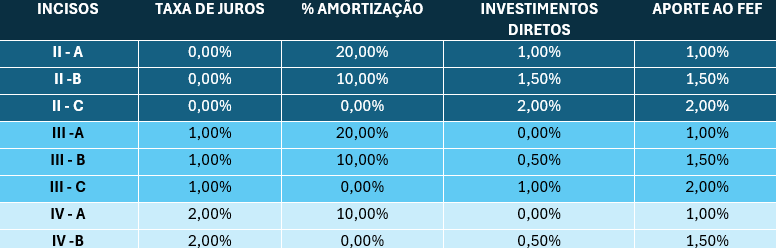 INCISOS TAXA DE JUROS % AMORTIZAÇÃO INVESTIMENTOS DIRETOS APORTE AO FEF
II - A 0,00% 20,00% 1,00% 1,00%
II -B 0,00% 10,00% 1,50% 1,50%
II - C 0,00% 0,00% 2,00% 2,00%
III -A 1,00% 20,00% 0,00% 1,00%
III - B 1,00% 10,00% 0,50% 1,50%
III - C 1,00% 0,00% 1,00% 2,00%
IV - A 2,00% 10,00% 0,00% 1,00%
IV -B 2,00% 0,00% 0,50% 1,50%